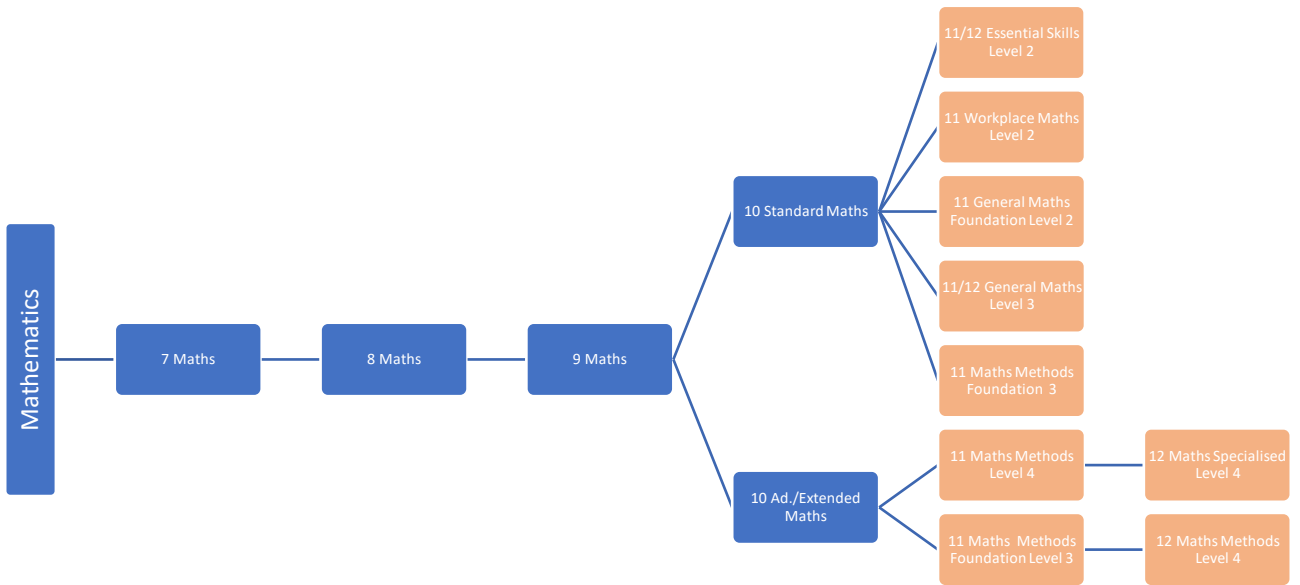 Mathematics
7 Maths
8 Maths
9 Maths
10 Standard Maths
11/12 Essential Skills
Level 2
11 Workplace Maths
Level 2
11 General Maths
Foundation Level 2
11/12 General Maths
Level 3
11 Maths Methods
Foundation 3
10 Ad./Extended
Maths
11 Maths Methods
Level 4
12 Maths Specialised
Level 4
11 Maths Methods
Foundation Level 3
12 Maths Methods
Level 4